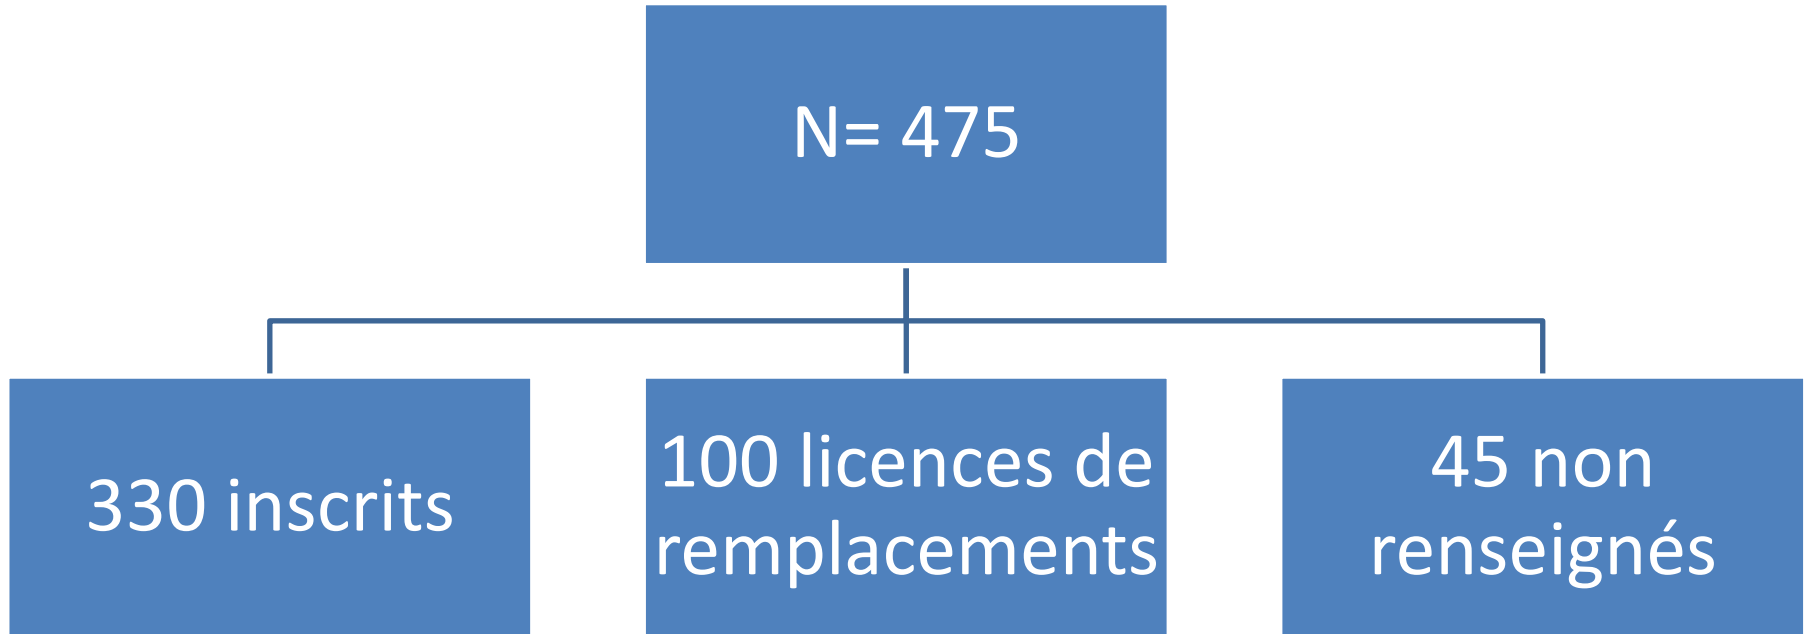 N= 475
330 inscrits
100 licences de
remplacements
45 non
renseignés